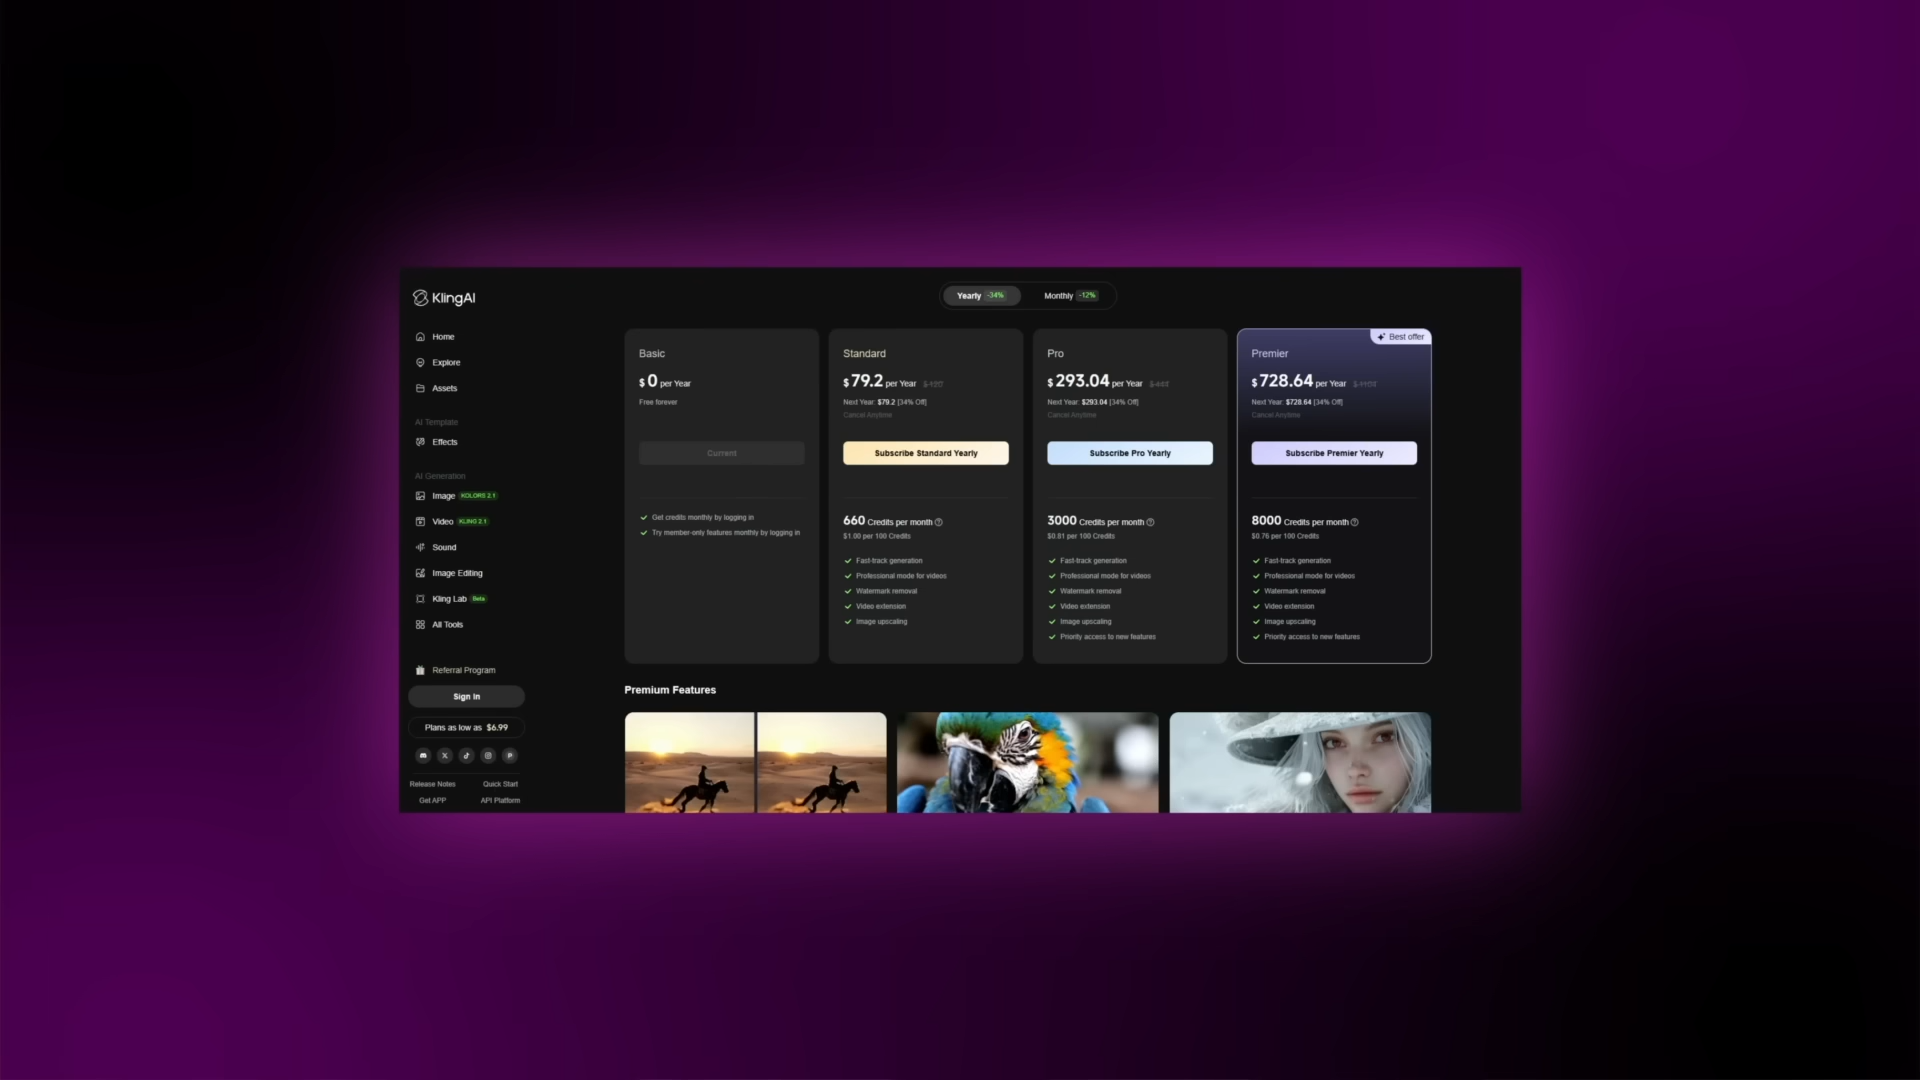 KlingAI
Home
Explore
Assets
AI Template
Effects
AI Generation
Image KOLORS 2.1
Video KLING 2.1
Sound
Image Editing
Kling Lab Beta
All Tools
Referral Program
Sign In
Plans as low as $6.99
Release Notes Quick Start
Get APP API Platform
Yearly -34% Monthly -12%
Basic
$ 0 per Year
Free forever
Current
Get credits monthly by logging in
Try member-only features monthly by logging in
Standard
$ 79.2 per Year $ 120
Next Year: $79.2 [34% Off]
Cancel Anytime
Subscribe Standard Yearly
660 Credits per month
$1.00 per 100 Credits
Fast-track generation
Professional mode for videos
Watermark removal
Video extension
Image upscaling
Pro
$ 293.04 per Year
Next Year: $293.04 [34% Off]
Cancel Anytime
Subscribe Pro Yearly
3000 Credits per month
$0.81 per 100 Credits
Fast-track generation
Professional mode for videos
Watermark removal
Video extension
Image upscaling
Priority access to new features
Best offer
Premier
$ 728.64 per Year
Next Year: $728.64 [34% Off]
Cancel Anytime
Subscribe Premier Yearly
8000 Credits per month
$0.76 per 100 Credits
Fast-track generation
Professional mode for videos
Watermark removal
Video extension
Image upscaling
Priority access to new features
Premium Features